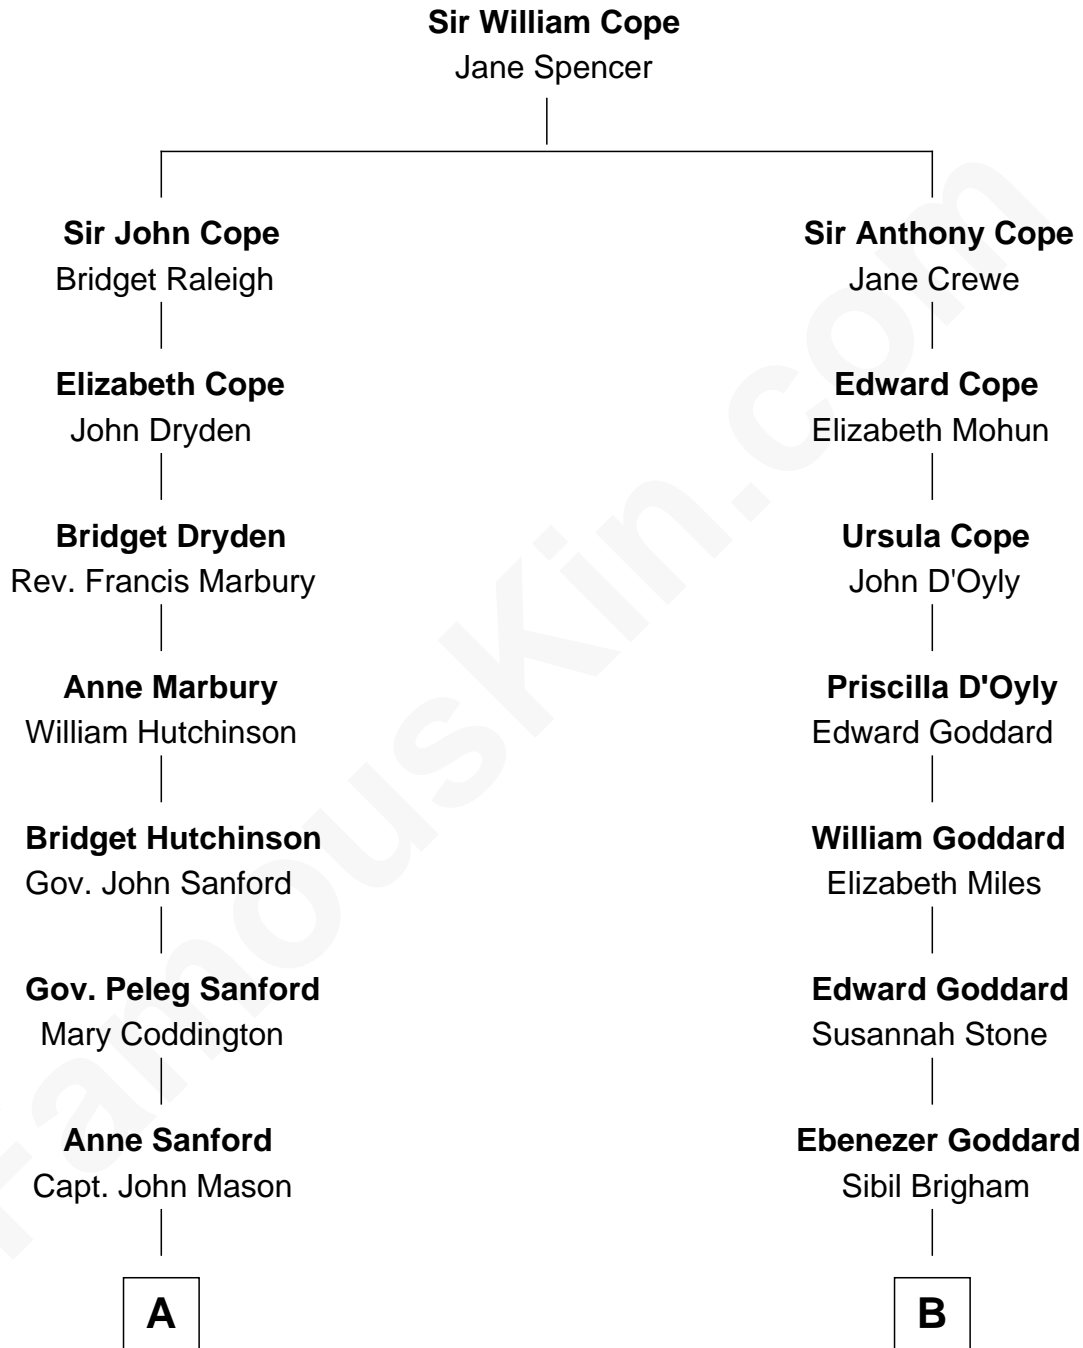 Sir William Cope
Jane Spencer
Sir John Cope
Bridget Raleigh
Sir Anthony Cope
Jane Crewe
Elizabeth Cope
John Dryden
Edward Cope
Elizabeth Mohun
Bridget Dryden
Rev. Francis Marbury
Ursula Cope
John D'Oyly
Anne Marbury
William Hutchinson
Priscilla D'Oyly
Edward Goddard
Bridget Hutchinson
Gov. John Sanford
William Goddard
Elizabeth Miles
Gov. Peleg Sanford
Mary Coddington
Edward Goddard
Susannah Stone
Anne Sanford
Capt. John Mason
Ebenezer Goddard
Sibil Brigham
A
B
FamousKin.com